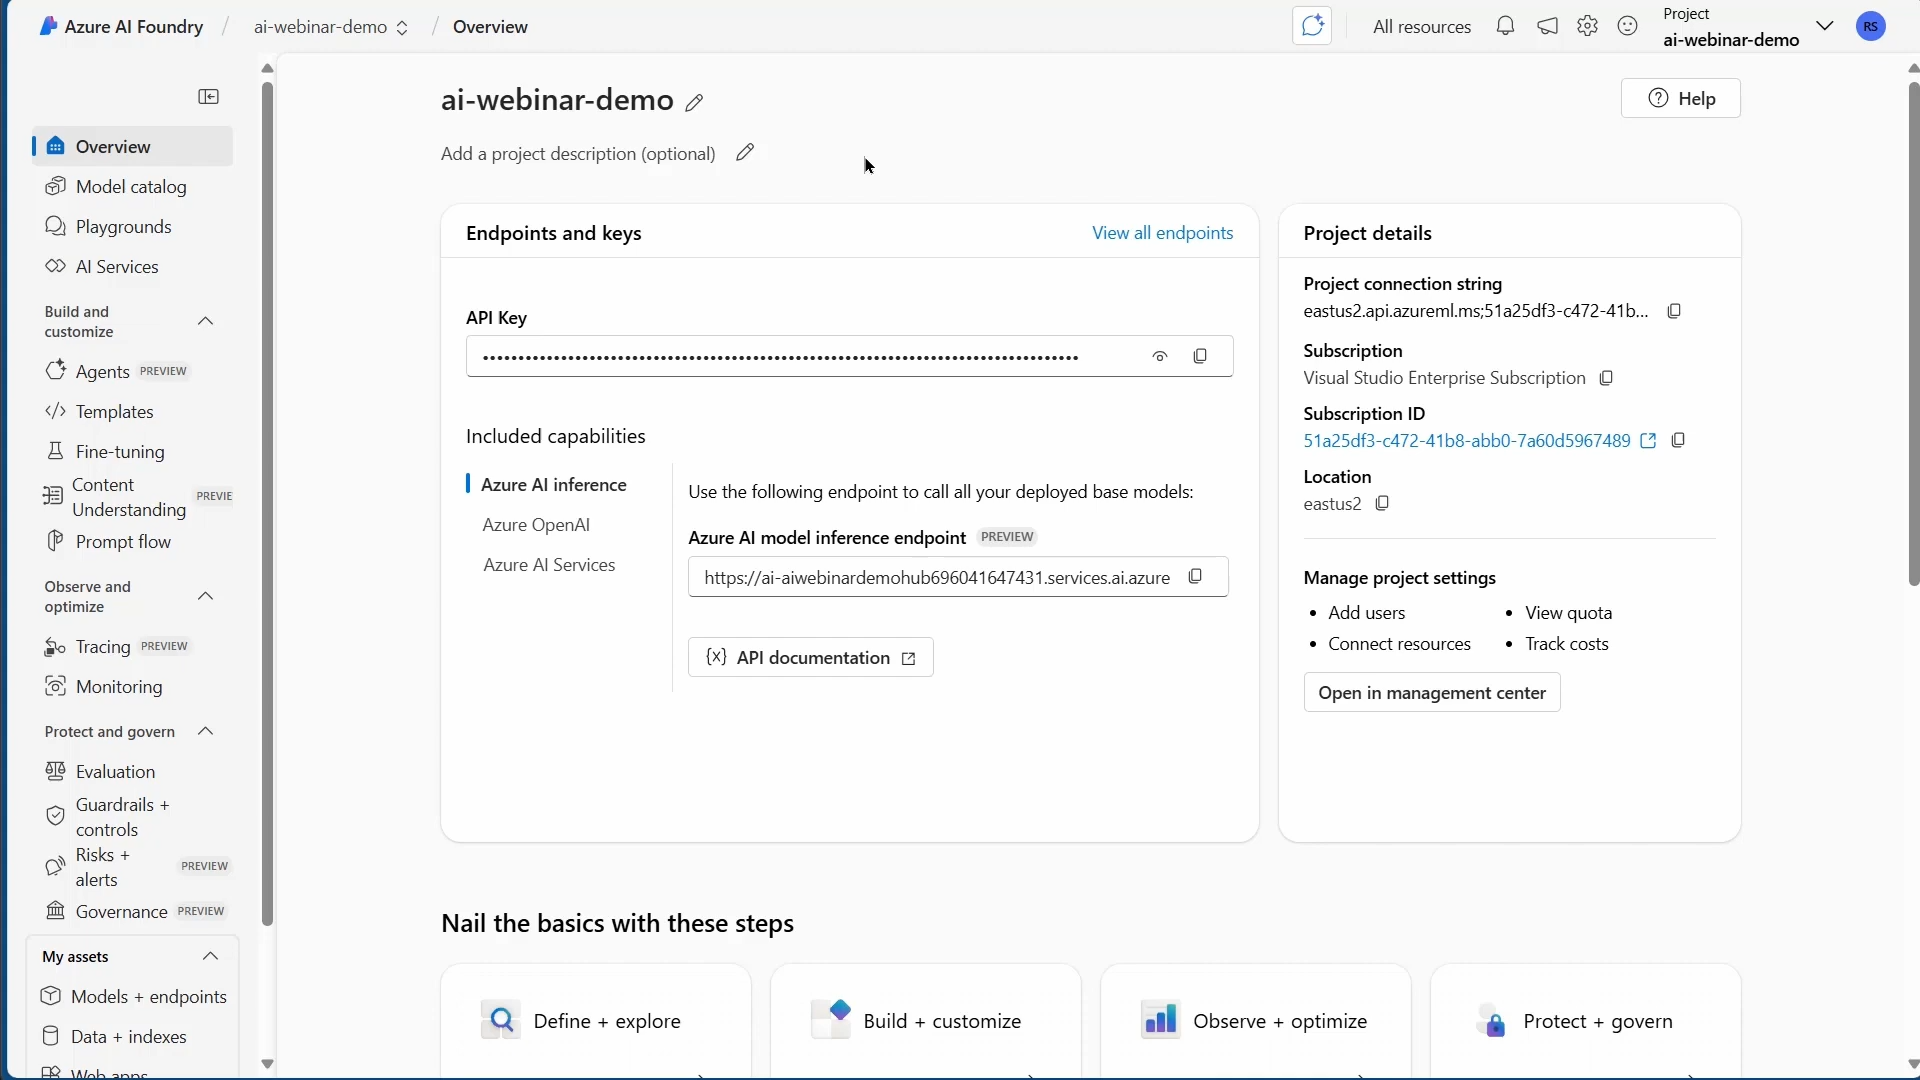 Azure AI Foundry / ai-webinar-demo / Overview
All resources
Project
ai-webinar-demo
RS
Overview
Model catalog
Playgrounds
AI Services
Build and
customize
Agents PREVIEW
Templates
Fine-tuning
Content
Understanding PREVIE
Prompt flow
Observe and
optimize
Tracing PREVIEW
Monitoring
Protect and govern
Evaluation
Guardrails +
controls
Risks +
alerts PREVIEW
Governance PREVIEW
My assets
Models + endpoints
Data + indexes
Web apps
ai-webinar-demo
Help
Add a project description (optional)
Endpoints and keys
View all endpoints
API Key
••••••••••••••••••••••••••••••••••••••••••••••••••••••••••••••••••••••••••••••••••••
Included capabilities
Azure AI inference
Azure OpenAI
Azure AI Services
Use the following endpoint to call all your deployed base models:
Azure AI model inference endpoint PREVIEW
https://ai-aiwebinardemohub696041647431.services.ai.azure
{x} API documentation
Project details
Project connection string
eastus2.api.azureml.ms;51a25df3-c472-41b...
Subscription
Visual Studio Enterprise Subscription
Subscription ID
51a25df3-c472-41b8-abb0-7a60d5967489
Location
eastus2
Manage project settings
• Add users
• View quota
• Connect resources
• Track costs
Open in management center
Nail the basics with these steps
Define + explore
Build + customize
Observe + optimize
Protect + govern